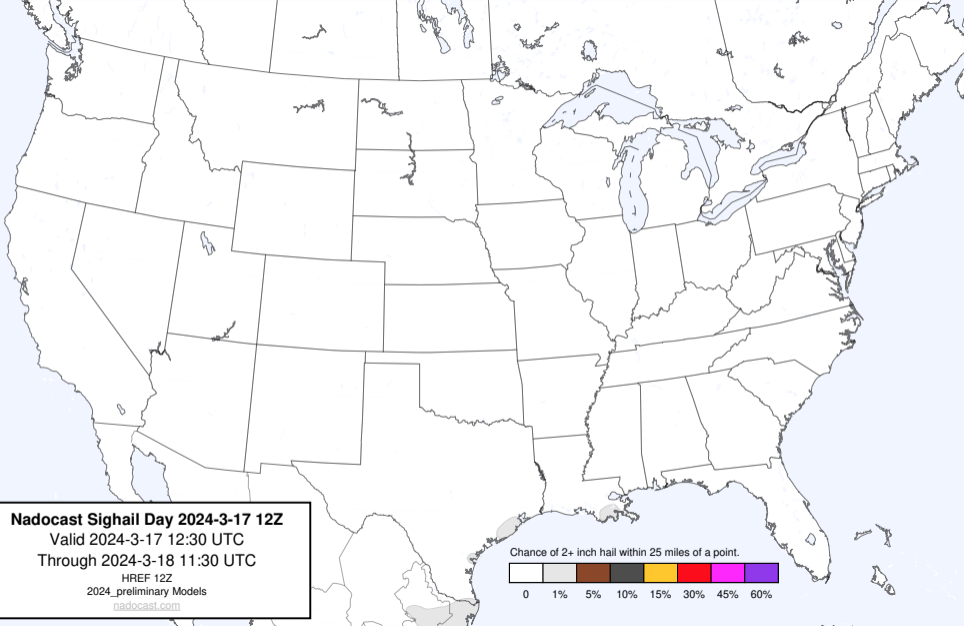 Nadocast Sighail Day 2024-3-17 12Z
Valid 2024-3-17 12:30 UTC
Through 2024-3-18 11:30 UTC
HREF 12Z
2024_preliminary Models
nadocast.com
Chance of 2+ inch hail within 25 miles of a point.
0 1% 5% 10% 15% 30% 45% 60%